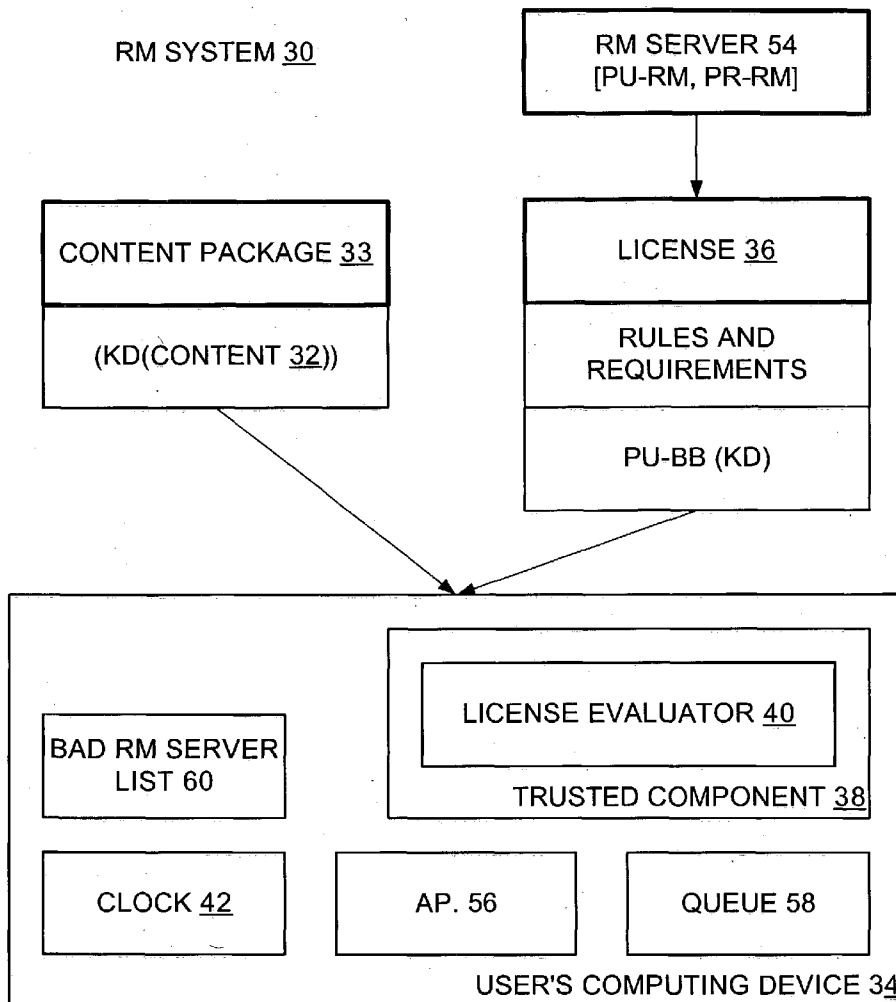 RM SYSTEM 30
RM SERVER 54
[PU-RM, PR-RM]
CONTENT PACKAGE 33
(KD(CONTENT 32))
LICENSE 36
RULES AND
REQUIREMENTS
PU-BB (KD)
LICENSE EVALUATOR 40
TRUSTED COMPONENT 38
BAD RM SERVER
LIST 60
CLOCK 42
AP. 56
QUEUE 58
USER'S COMPUTING DEVICE 34